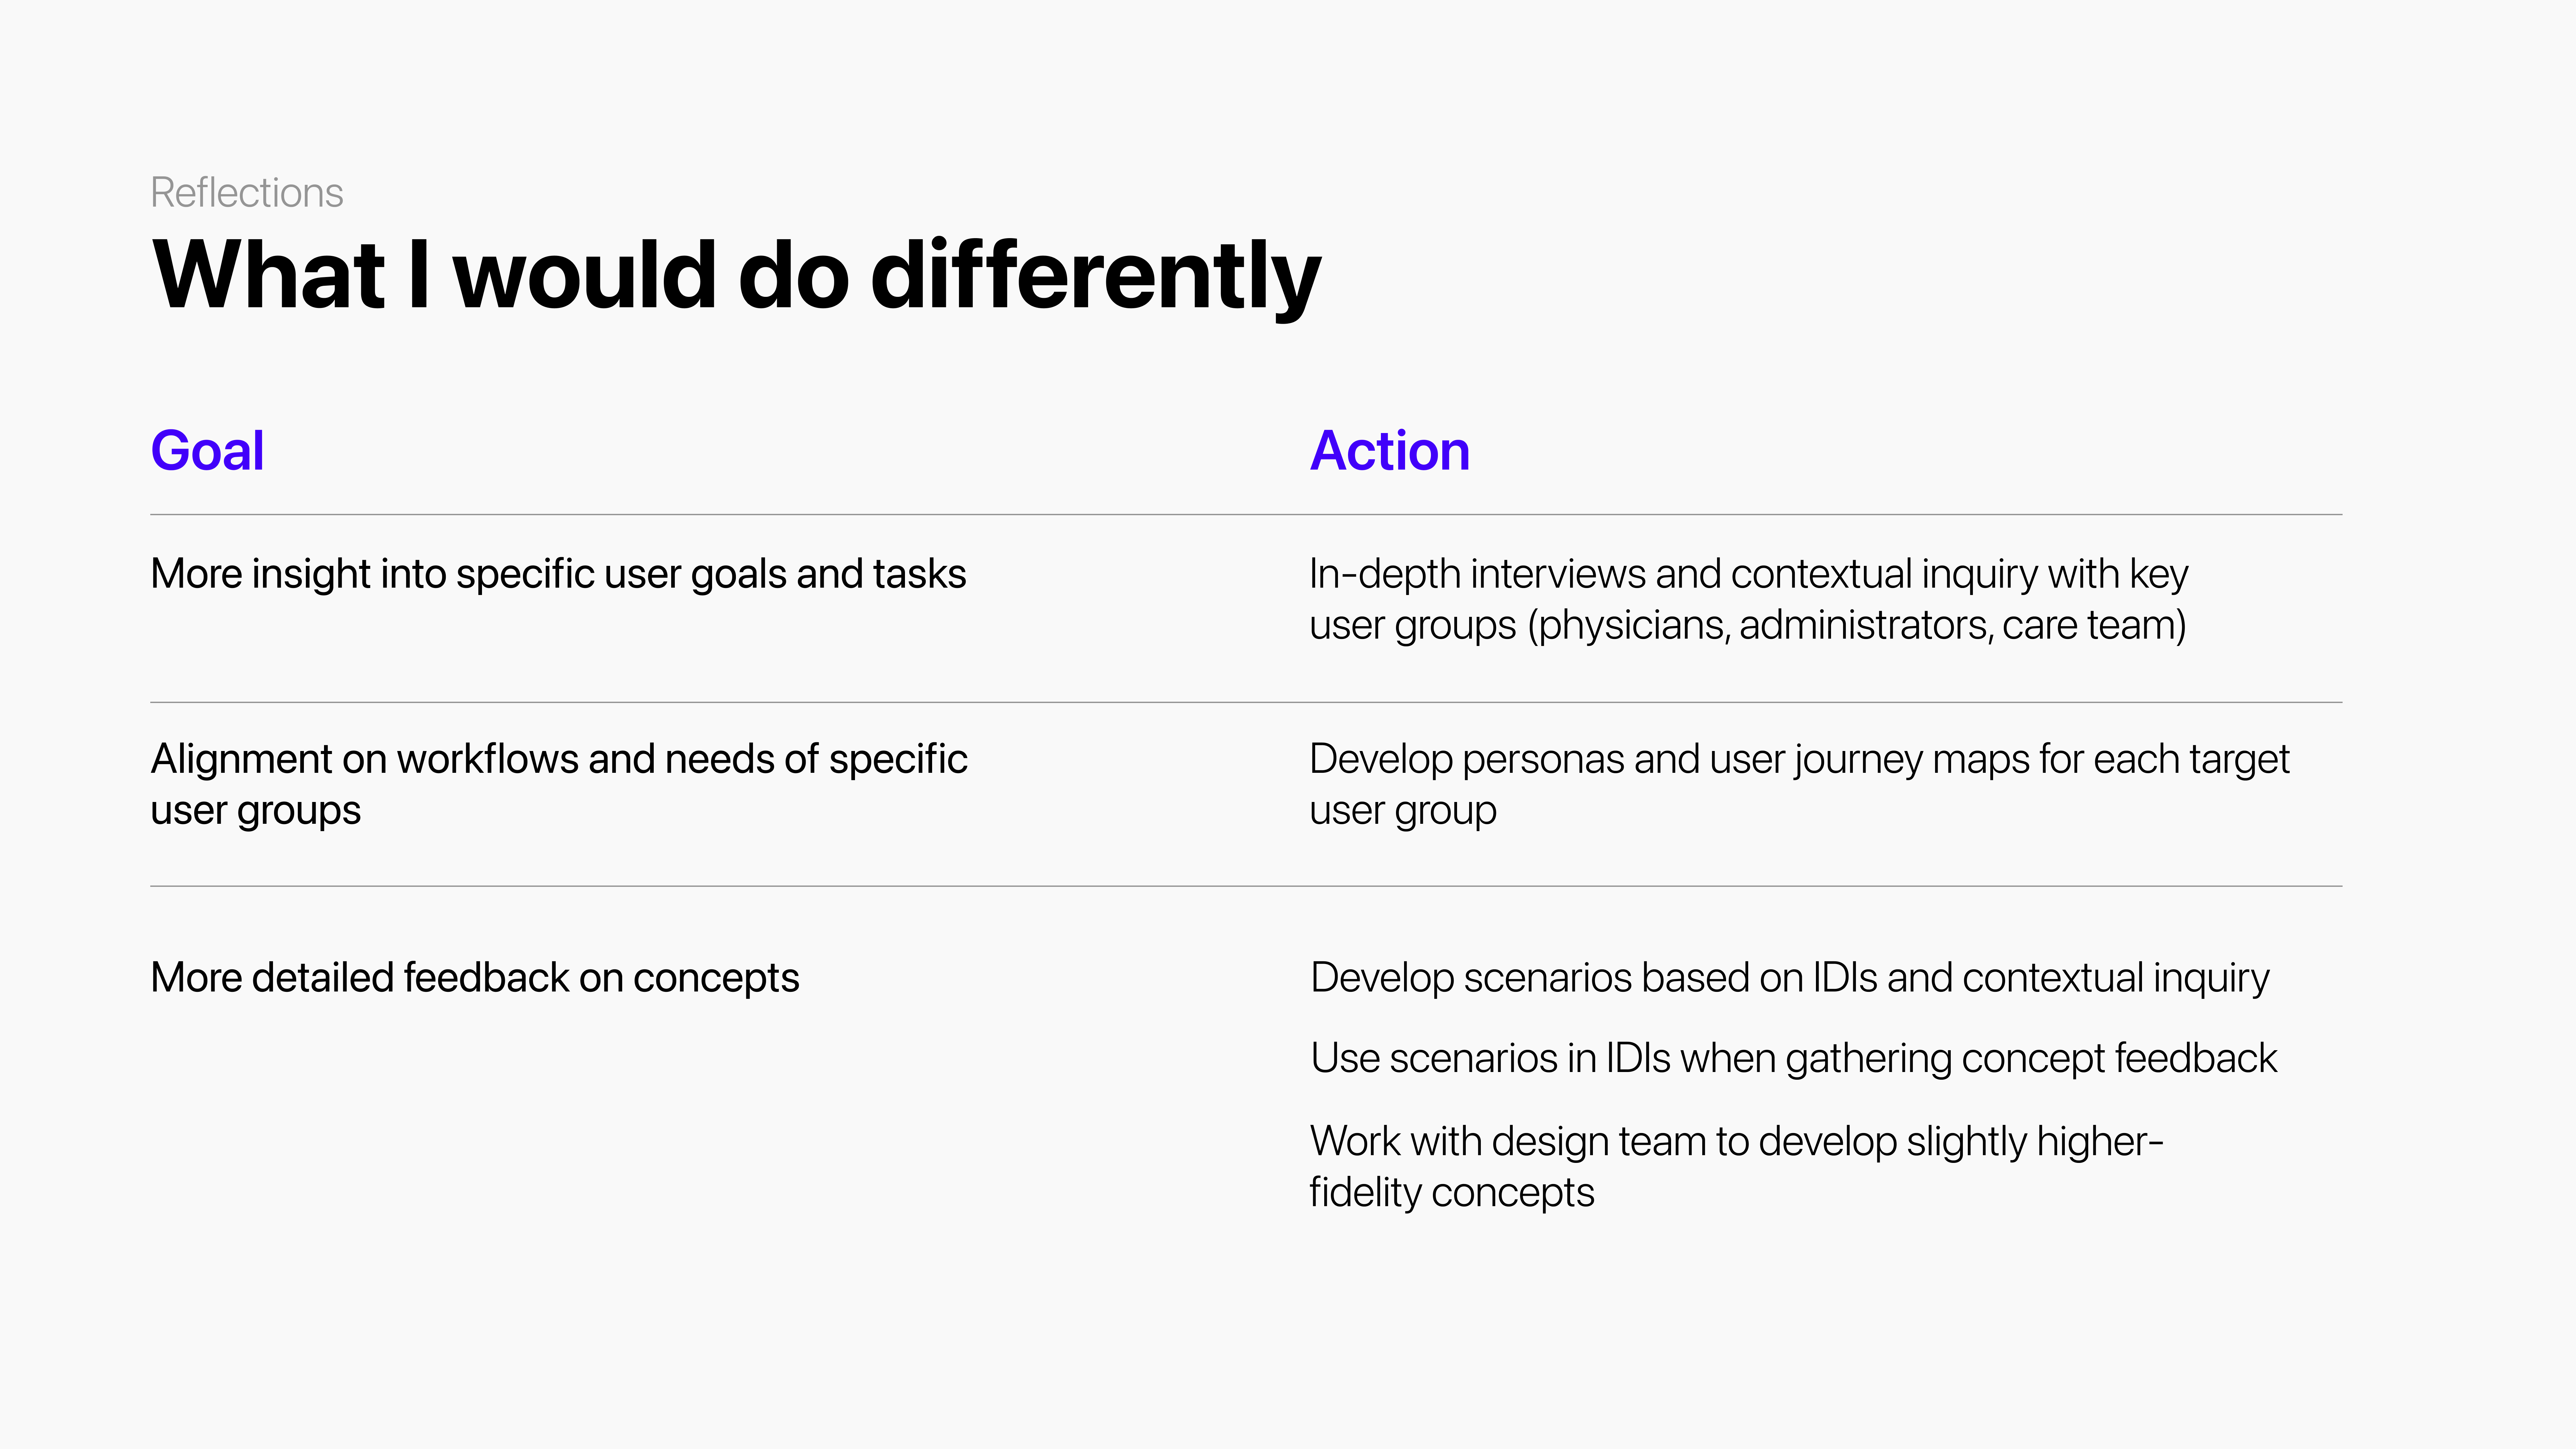 Reflections
What I would do differently
Goal
Action
More insight into specific user goals and tasks
In-depth interviews and contextual inquiry with key
user groups (physicians, administrators, care team)
Alignment on workflows and needs of specific
user groups
Develop personas and user journey maps for each target
user group
More detailed feedback on concepts
Develop scenarios based on IDIs and contextual inquiry
Use scenarios in IDIs when gathering concept feedback
Work with design team to develop slightly higher-
fidelity concepts